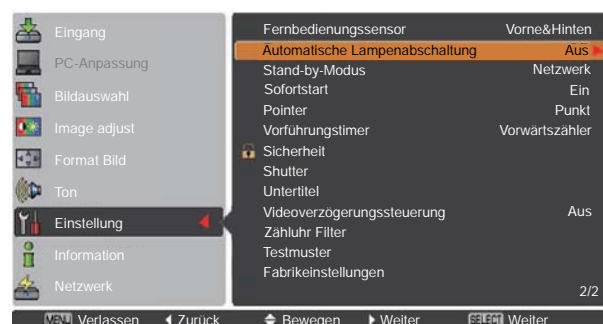 Eingang
PC-Anpassung
Bildauswahl
Image adjust
Format Bild
Ton
Einstellung
Information
Netzwerk
Fernbedienungssensor Vorne&Hinten
Automatische Lampenabschaltung Aus
Stand-by-Modus Netzwerk
Sofortstart Ein
Pointer Punkt
Vorführungstimer Vorwärtszähler
Sicherheit
Shutter
Untertitel
Videoverzögerungssteuerung Aus
Zähluhr Filter
Testmuster
Fabrikeinstellungen
2/2
MENU Verlassen Zurück Bewegen Weiter SELECT Weiter